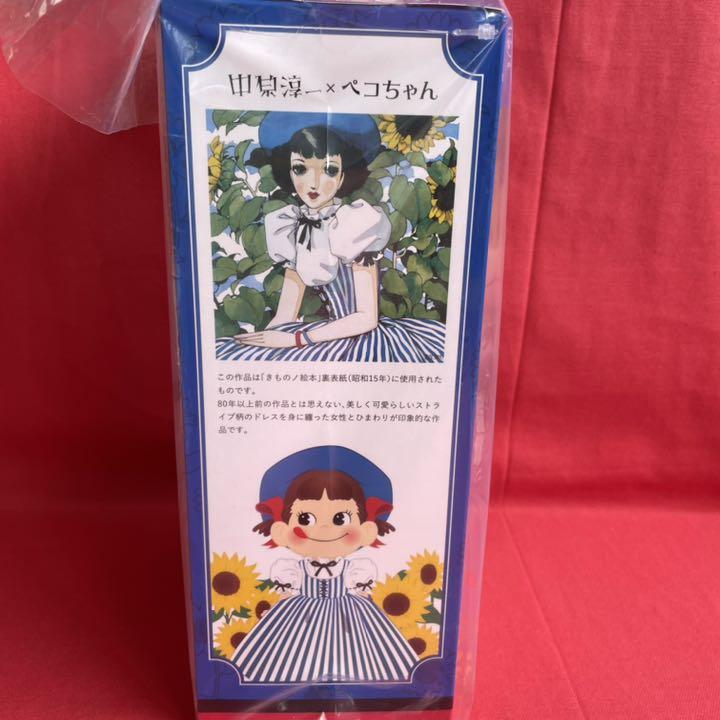 中原淳一×ペコちゃん
この作品は｢きものノ絵本｣裏表紙(昭和15年)に使用された
ものです。
80年以上前の作品とは思えない、美しく可愛らしいストラ
イプ柄のドレスを身に纏った女性とひまわりが印象的な作
品です。